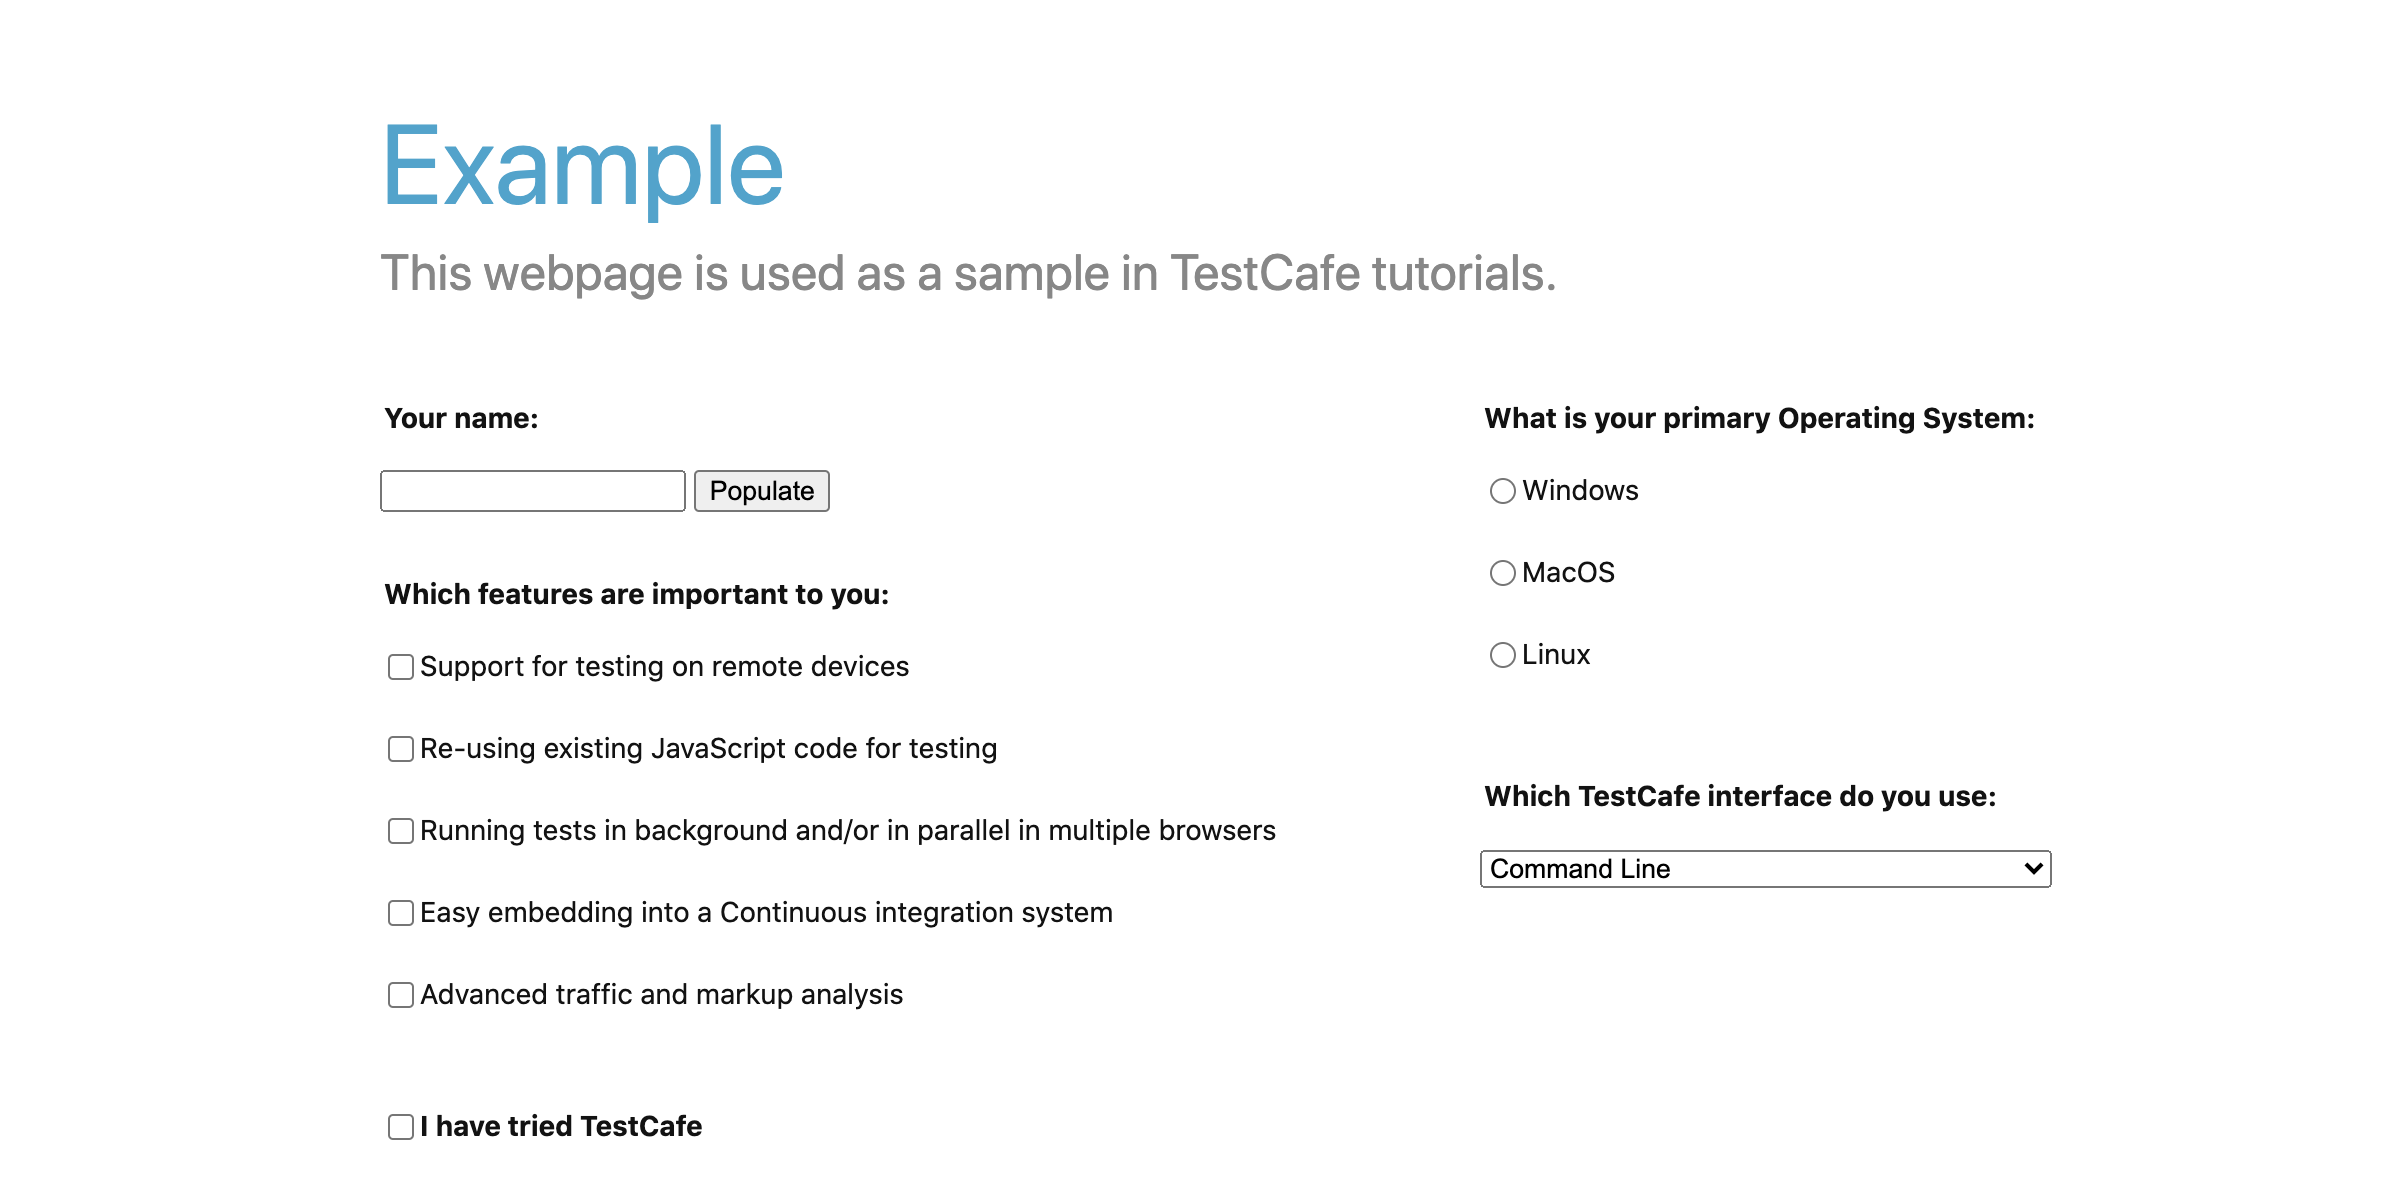 Example
This webpage is used as a sample in TestCafe tutorials.
Your name:
Populate
Which features are important to you:
Support for testing on remote devices
Re-using existing JavaScript code for testing
Running tests in background and/or in parallel in multiple browsers
Easy embedding into a Continuous integration system
Advanced traffic and markup analysis
I have tried TestCafe
What is your primary Operating System:
Windows
MacOS
Linux
Which TestCafe interface do you use:
Command Line